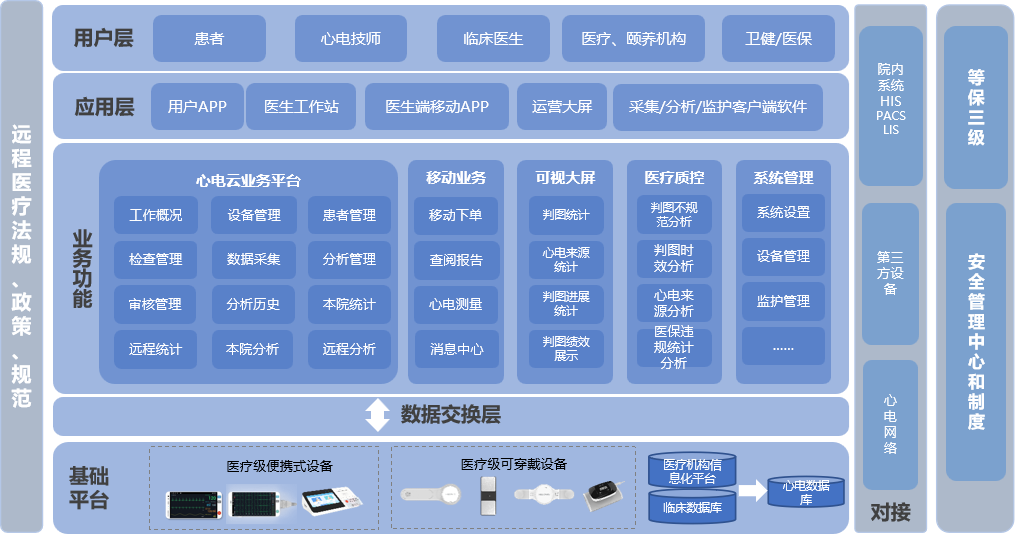 远程医疗法规、政策、规范
用户层
患者
心电技师
临床医生
医疗、颐养机构
卫健/医保
应用层
用户APP
医生工作站
医生端移动APP
运营大屏
采集/分析/监护客户端软件
业务功能
心电云业务平台
工作概况
设备管理
患者管理
检查管理
数据采集
分析管理
审核管理
分析历史
本院统计
远程统计
本院分析
远程分析
移动业务
移动下单
查阅报告
心电测量
消息中心
可视大屏
判图统计
心电来源
统计
判图进展
统计
判图绩效
展示
医疗质控
判图不规
范分析
判图时
效分析
心电来
源分析
医保违
规统计
分析
系统管理
系统设置
设备管理
监护管理
......
数据交换层
基础
平台
医疗级便携式设备
医疗级可穿戴设备
医疗机构信
息化平台
临床数据库
心电数据
库
院内
系统
HIS
PACS
LIS
第三
方设
备
心
电
网
络
对接
等保三级
安全管理中心和制度